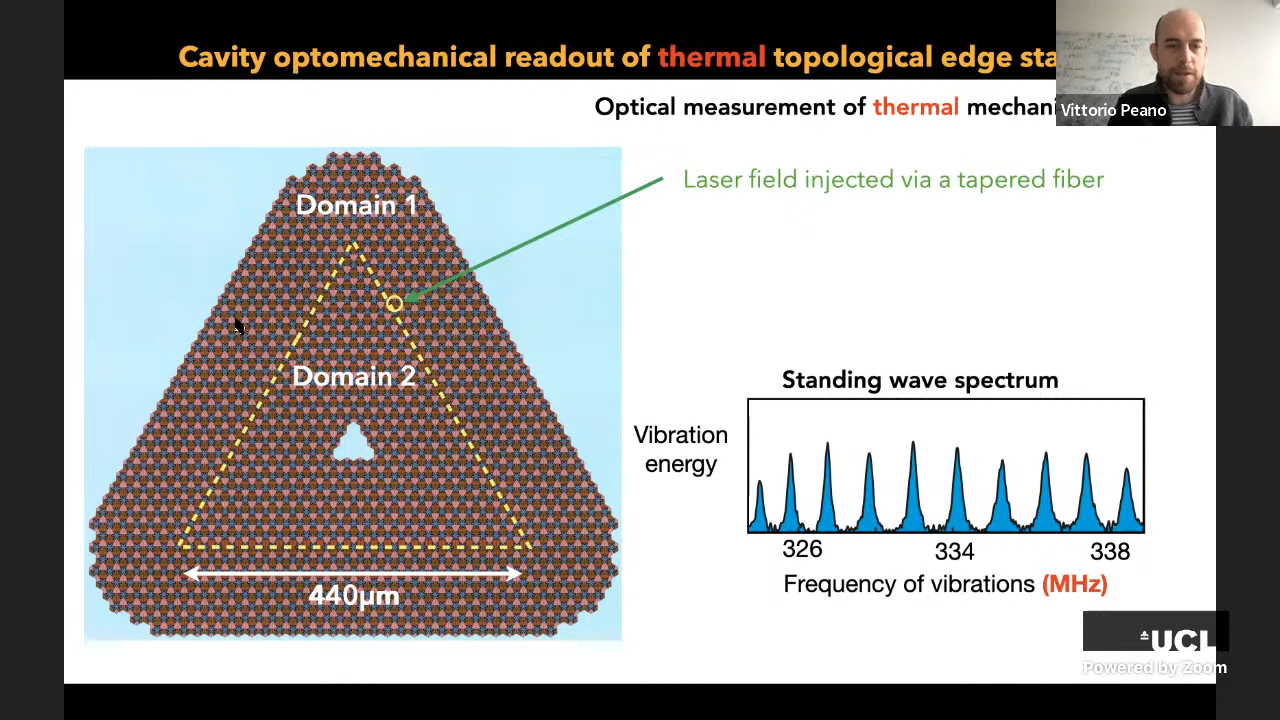 Cavity optomechanical readout of thermal topological edge sta
Optical measurement of thermal mechani
Vittorio Peano
Laser field injected via a tapered fiber
Domain 1
Domain 2
440μm
Standing wave spectrum
Vibration
energy
326
334
338
Frequency of vibrations (MHz)
UCL
Powered by Zoom